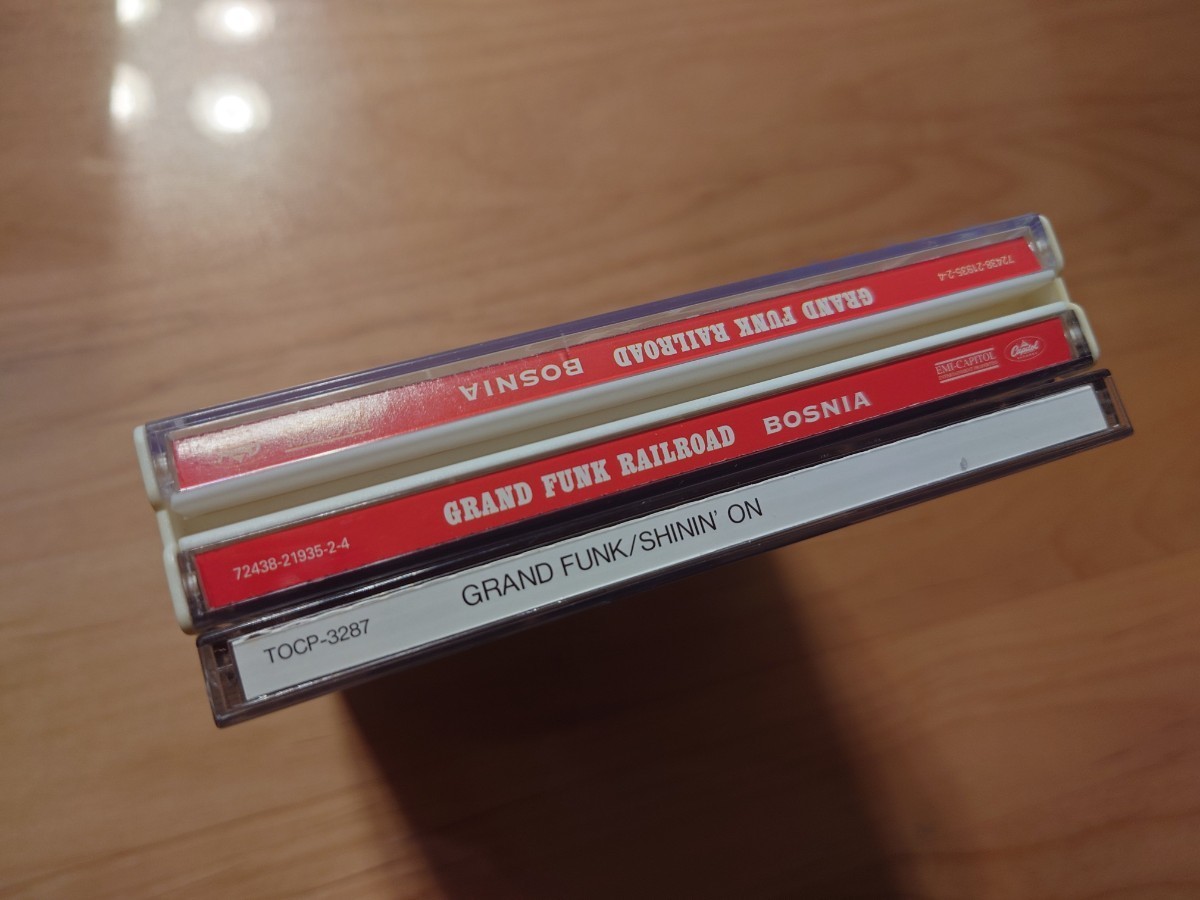 72438-21935-2-4
GRAND FUNK RAILROAD BOSNIA
72438-21935-2-4 GRAND FUNK RAILROAD BOSNIA EMI-CAPITOL Capitol
TOCP-3287 GRAND FUNK/SHININ' ON